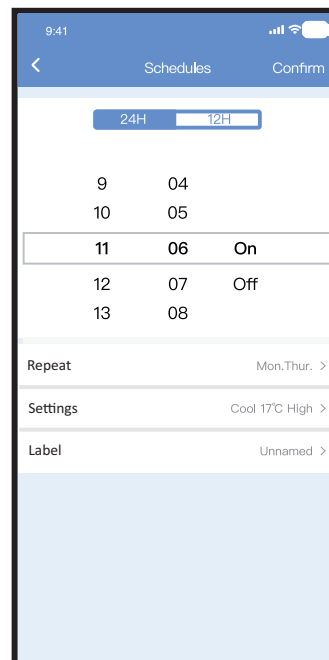 9:41
Schedules Confirm
24H 12H
9 04
10 05
11 06 On
12 07 Off
13 08
Repeat Mon.Thur. >
Settings Cool 17℃ High >
Label Unnamed >